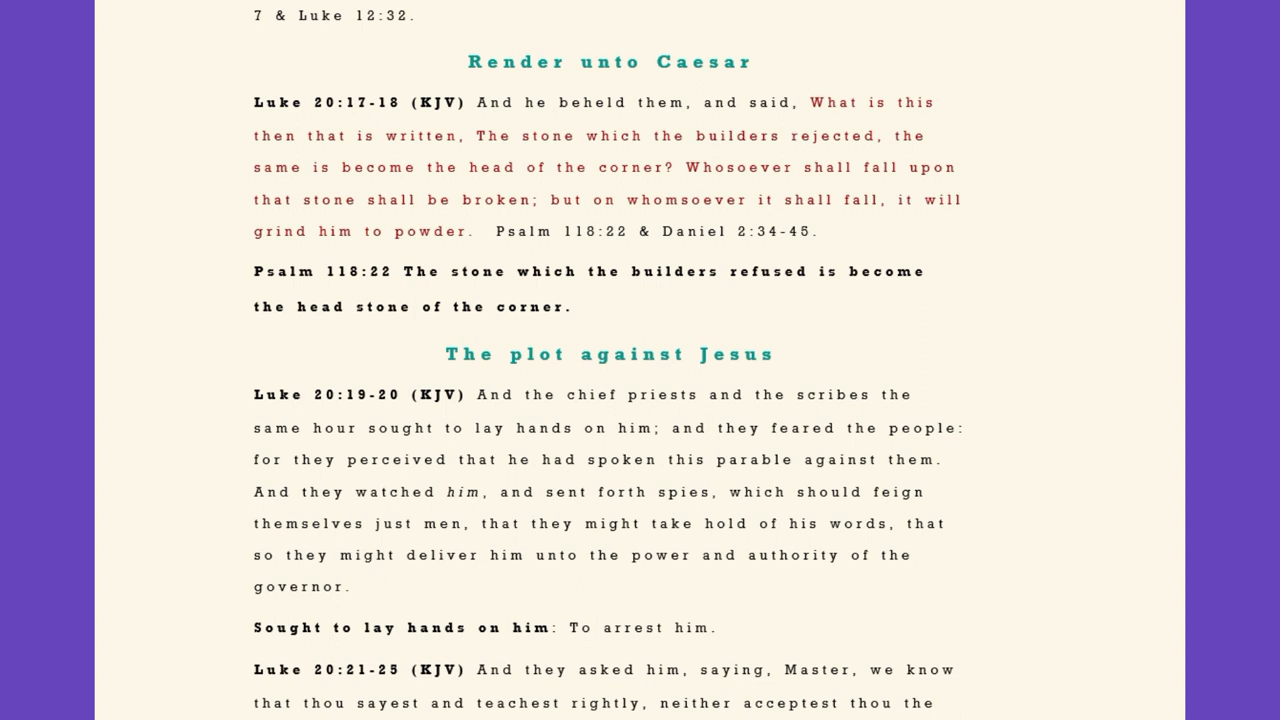 7 & Luke 12:32.
Render unto Caesar
Luke 20:17-18 (KJV) And he beheld them, and said, What is this
then that is written, The stone which the builders rejected, the
same is become the head of the corner? Whosoever shall fall upon
that stone shall be broken; but on whomsoever it shall fall, it will
grind him to powder.  Psalm 118:22 & Daniel 2:34-45.
Psalm 118:22 The stone which the builders refused is become
the head stone of the corner.
The plot against Jesus
Luke 20:19-20 (KJV) And the chief priests and the scribes the
same hour sought to lay hands on him; and they feared the people:
for they perceived that he had spoken this parable against them.
And they watched him, and sent forth spies, which should feign
themselves just men, that they might take hold of his words, that
so they might deliver him unto the power and authority of the
governor.
Sought to lay hands on him: To arrest him.
Luke 20:21-25 (KJV) And they asked him, saying, Master, we know
that thou sayest and teachest rightly, neither acceptest thou the